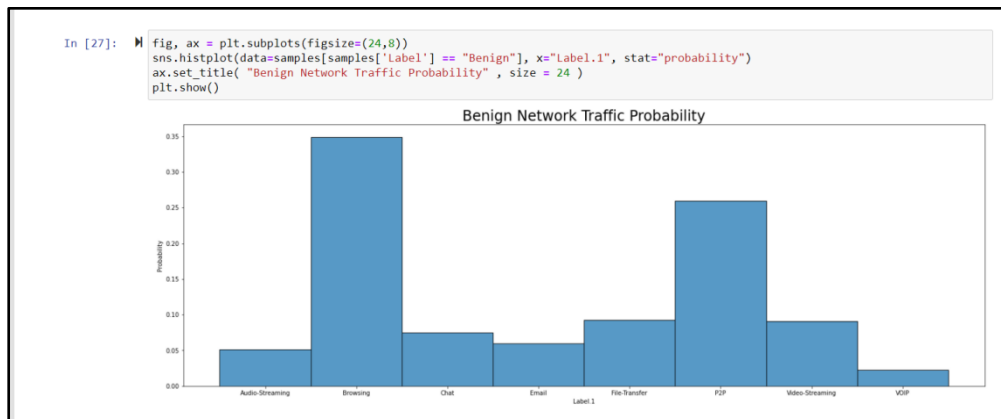 In [27]:
fig, ax = plt.subplots(figsize=(24,8))
sns.histplot(data=samples[samples['Label'] == "Benign"], x="Label.1", stat="probability")
ax.set_title( "Benign Network Traffic Probability" , size = 24 )
plt.show()
Benign Network Traffic Probability
0.35
0.30
0.25
0.20
0.15
0.10
0.05
0.00
Probability
Audio-Streaming Browsing Chat Email File-Transfer P2P Video-Streaming VOIP
Label.1